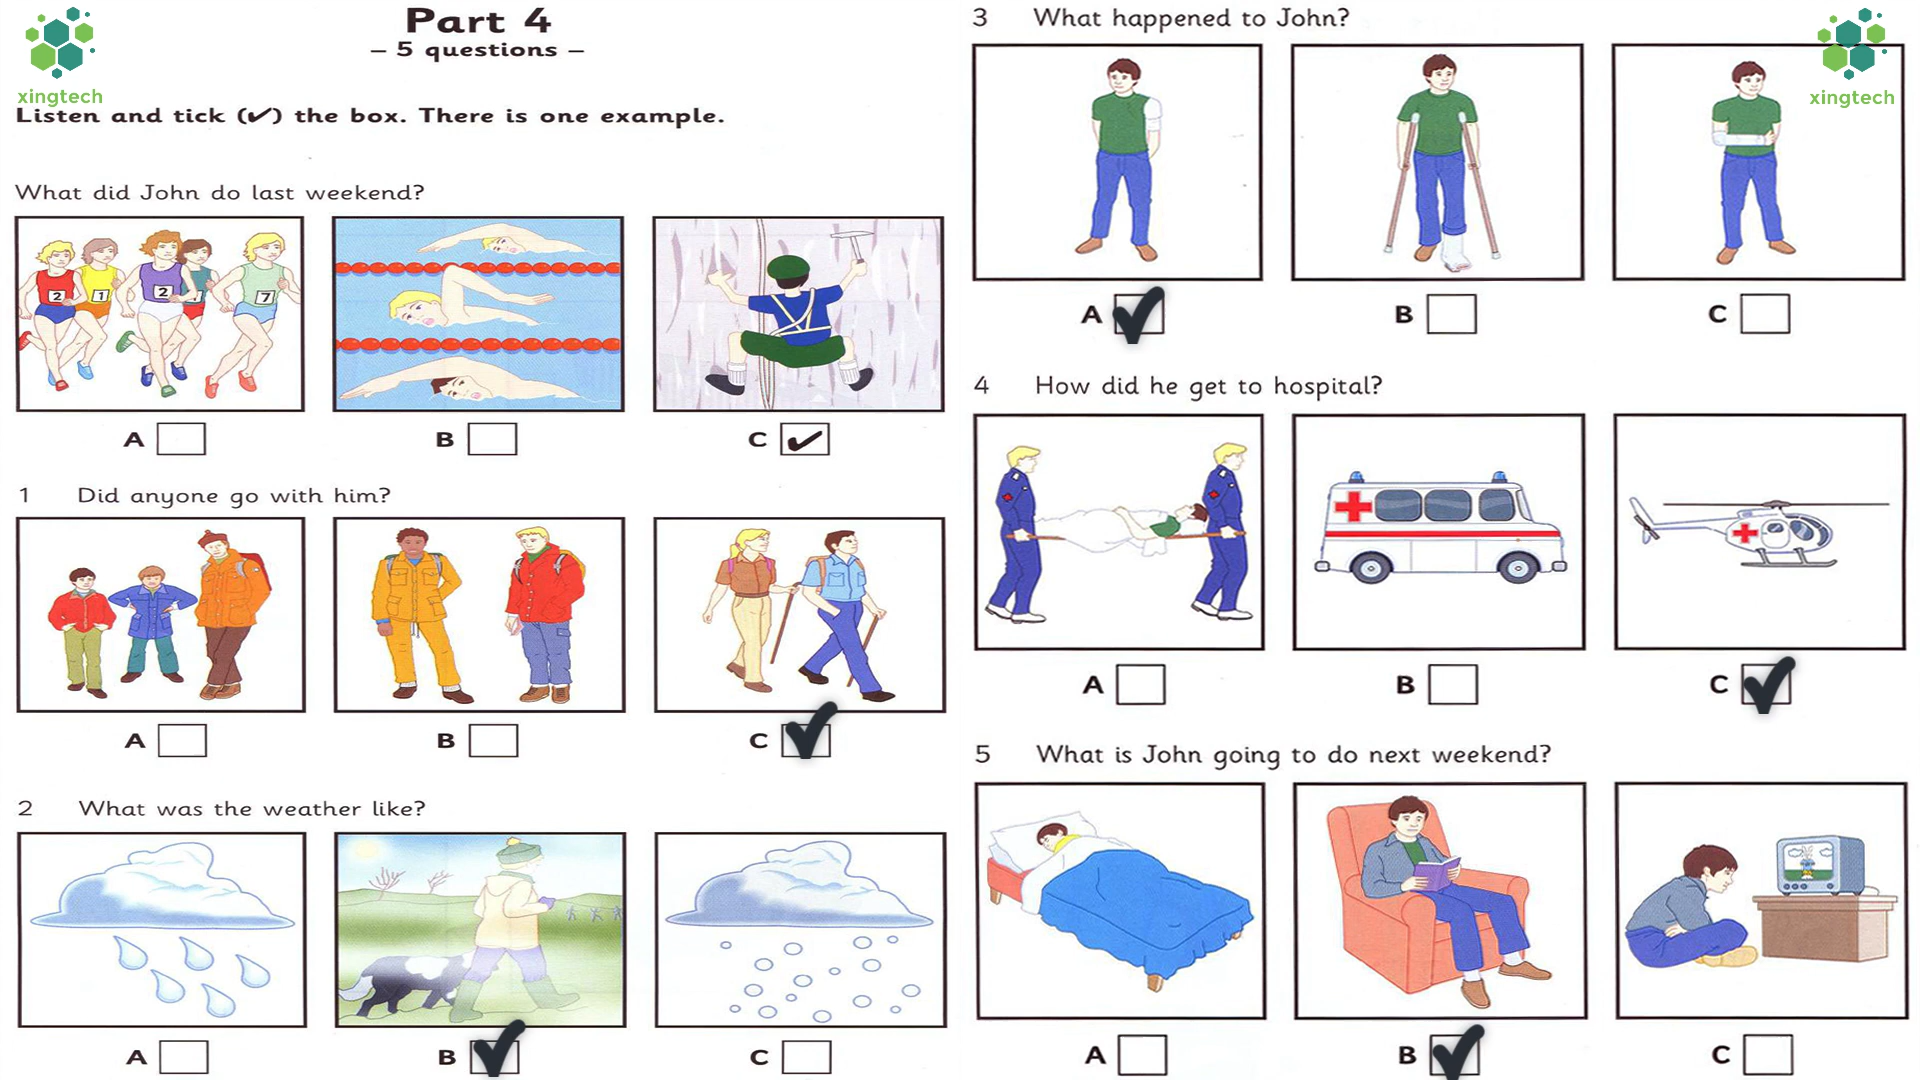 xingtech
Part 4
– 5 questions –
Listen and tick (✔) the box. There is one example.
What did John do last weekend?
2
1
2
7
A
B
C ✔
1 Did anyone go with him?
A
B
C ✔
2 What was the weather like?
A
B ✔
C
xingtech
3 What happened to John?
A ✔
B
C
4 How did he get to hospital?
A
B
C ✔
5 What is John going to do next weekend?
A
B ✔
C